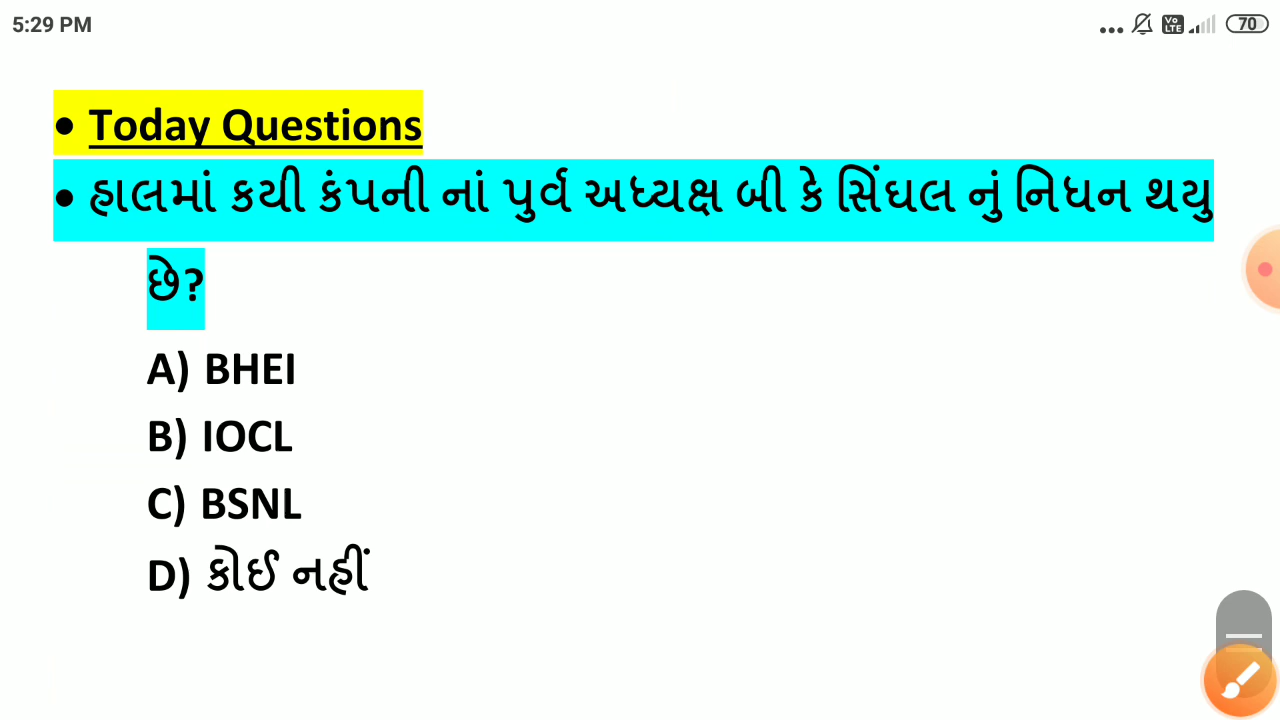 5:29 PM
70
• Today Questions
• હાલમાં કયી કંપની નાં પુર્વ અધ્યક્ષ બી કે સિંઘલ નું નિધન થયુ
છે?
A) BHEI
B) IOCL
C) BSNL
D) કોઈ નહીં